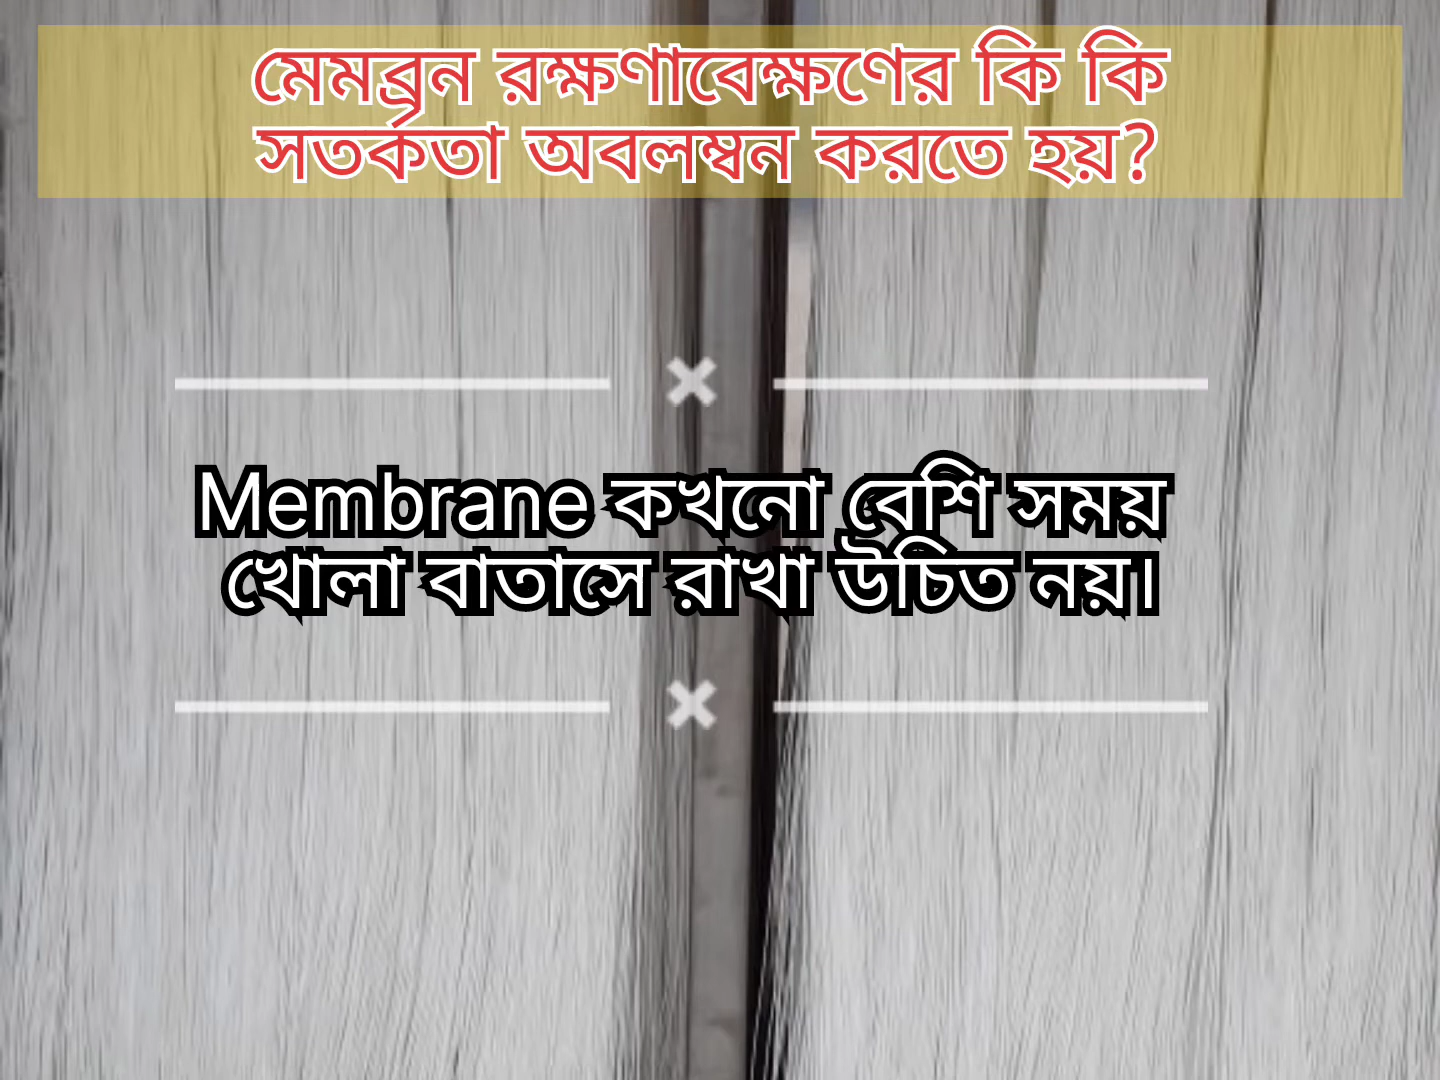 মেমব্রন রক্ষণাবেক্ষণের কি কি
সতর্কতা অবলম্বন করতে হয়?
Membrane কখনো বেশি সময়
খোলা বাতাসে রাখা উচিত নয়।